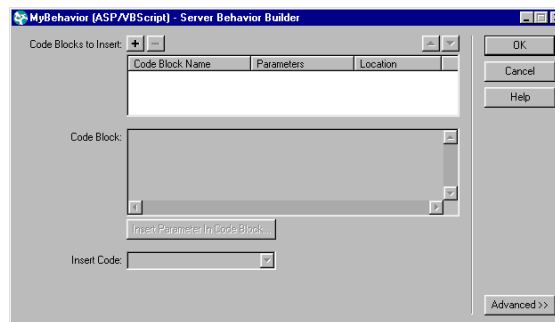 MyBehavior (ASP/VBScript) - Server Behavior Builder
Code Blocks to Insert:
Code Block Name Parameters Location
OK
Cancel
Help
Code Block:
Insert Parameter In Code Block...
Insert Code:
Advanced >>